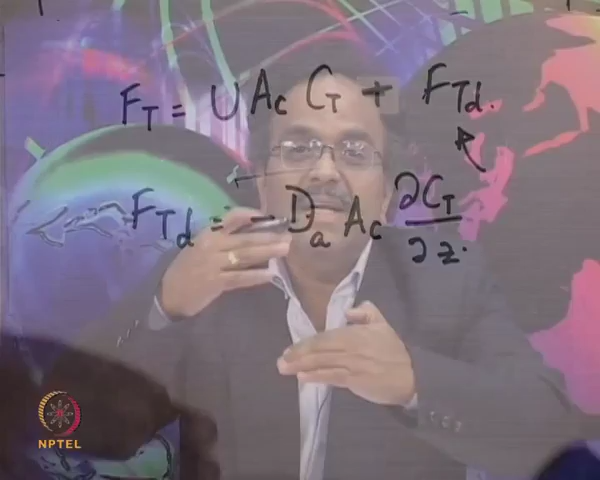 F_T = U A_c C_T + F_Td.
F_Td = - D_a A_c ∂C_T/∂z.
NPTEL